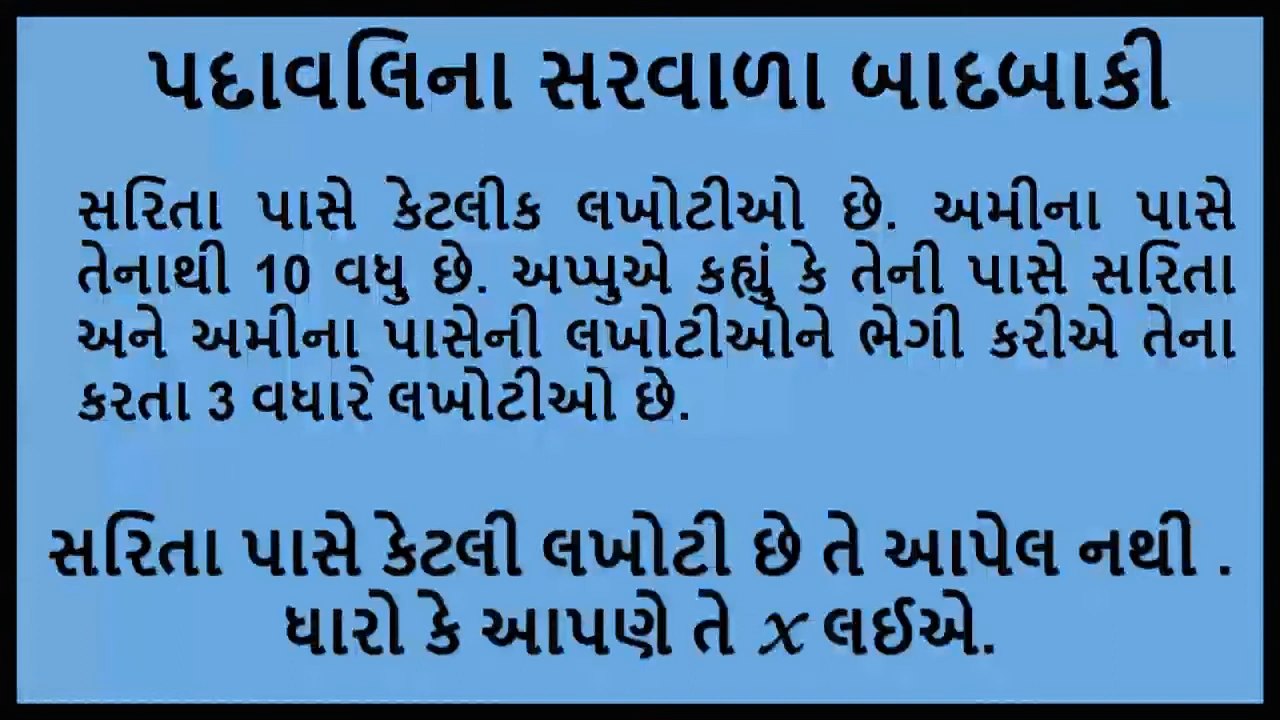 પદાવલિના સરવાળા બાદબાકી
સરિતા પાસે કેટલીક લખોટીઓ છે. અમીના પાસે
તેનાથી 10 વધુ છે. અપ્પુએ કહ્યું કે તેની પાસે સરિતા
અને અમીના પાસેની લખોટીઓને ભેગી કરીએ તેના
કરતા 3 વધારે લખોટીઓ છે.
સરિતા પાસે કેટલી લખોટી છે તે આપેલ નથી .
ધારો કે આપણે તે x લઈએ.